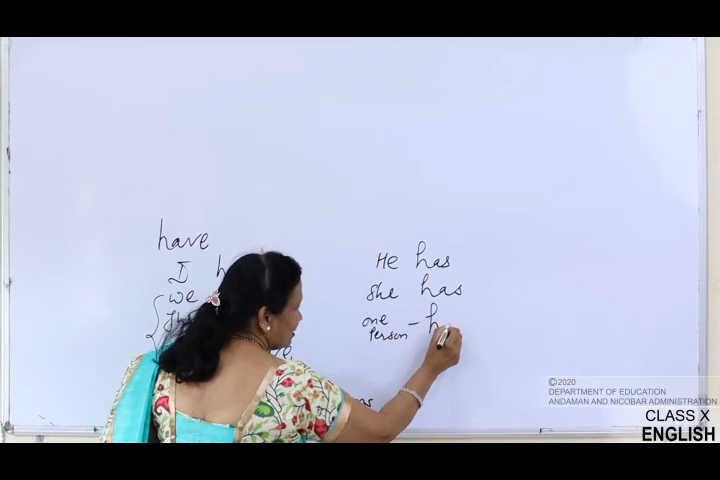 have
I
we
He has
She has
one
Person - h
©2020
DEPARTMENT OF EDUCATION
ANDAMAN AND NICOBAR ADMINISTRATION
CLASS X
ENGLISH